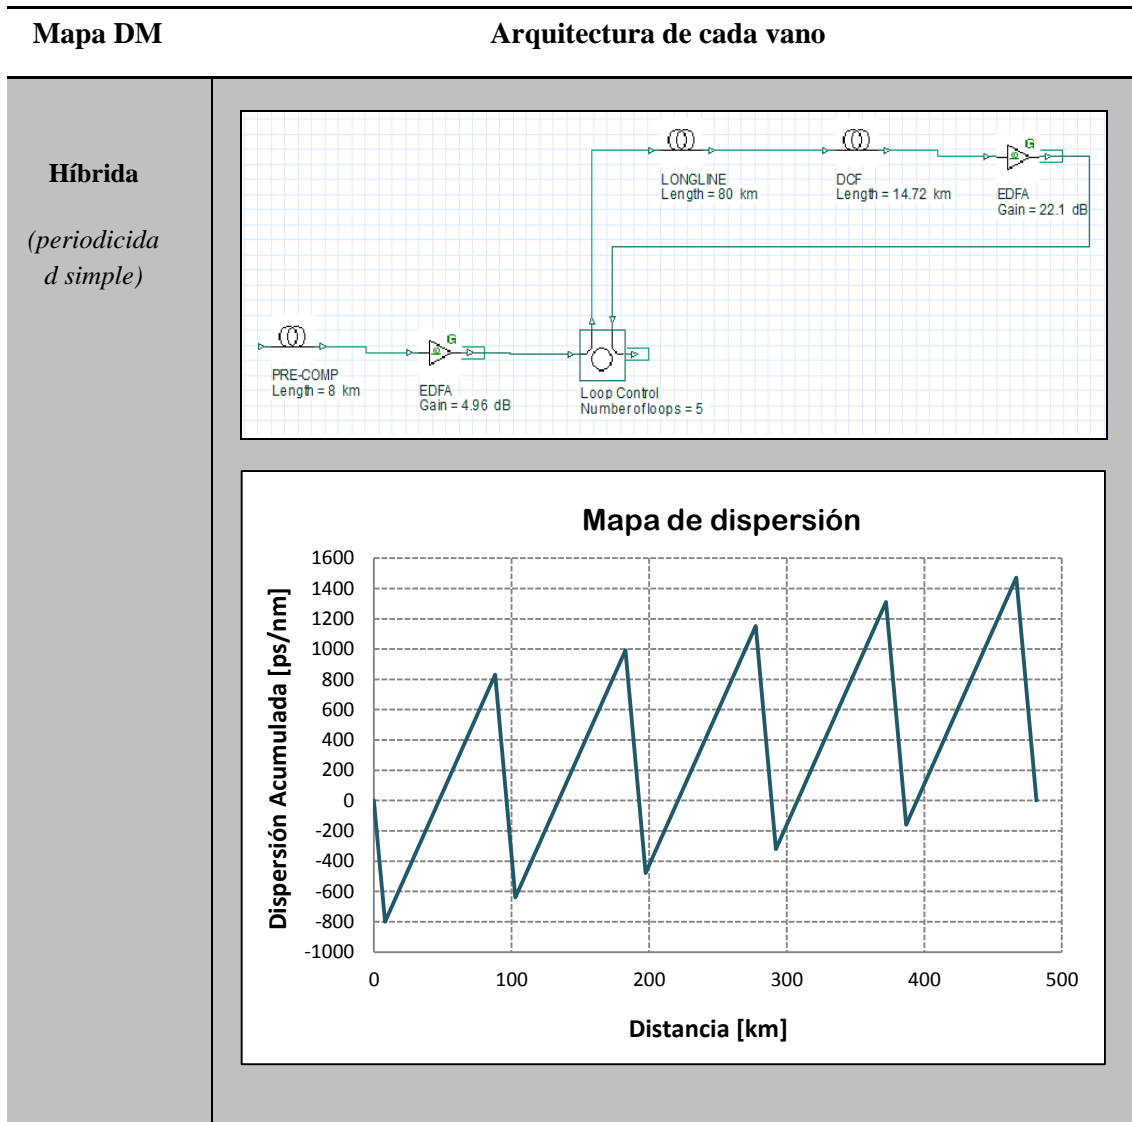 Mapa DM
Arquitectura de cada vano
Híbrida
(periodicida
d simple)
LONGLINE
Length = 80 km
DCF
Length = 14.72 km
G
EDFA
Gain = 22.1 dB
PRE-COMP
Length = 8 km
G
EDFA
Gain = 4.96 dB
Loop Control
Number of loops = 5
Mapa de dispersión
Dispersión Acumulada [ps/nm]
1600
1400
1200
1000
800
600
400
200
0
-200
-400
-600
-800
-1000
0 100 200 300 400 500
Distancia [km]